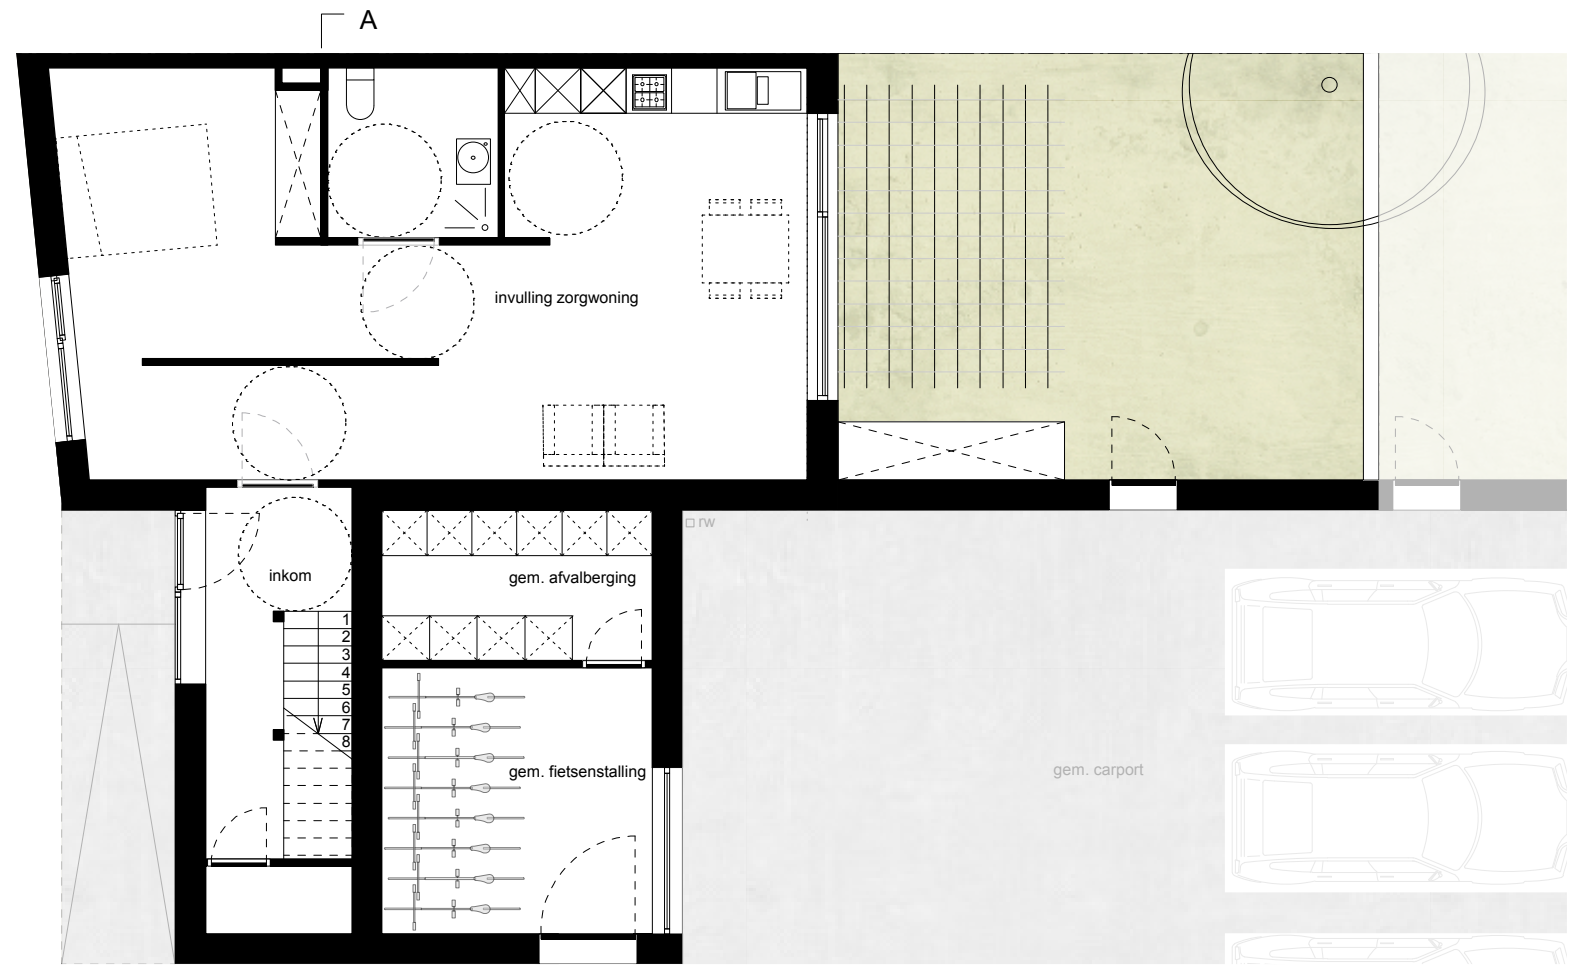 A
invulling zorgwoning
rw
inkom
gem. afvalberging
1
2
3
4
5
6
7
8
gem. fietsenstalling
gem. carport